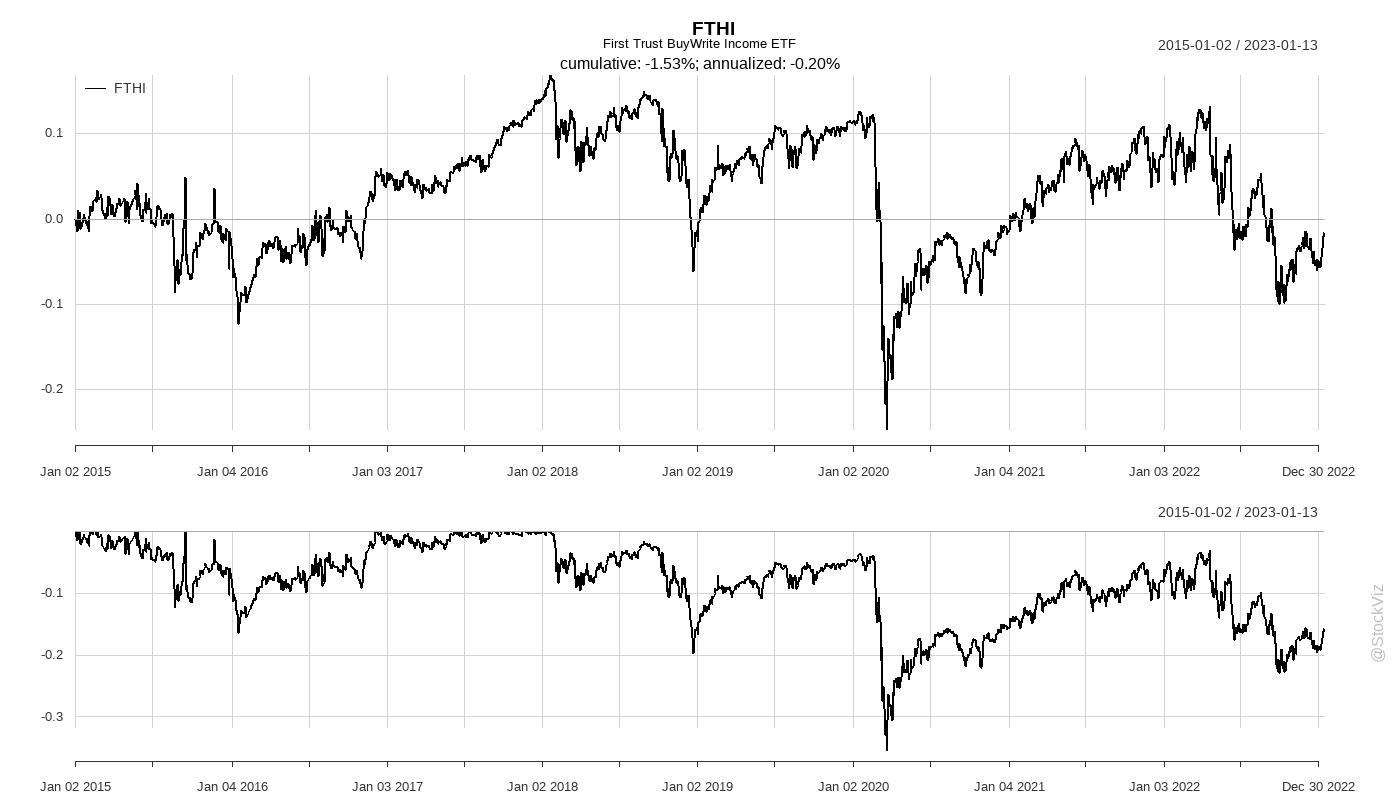 FTHI
First Trust BuyWrite Income ETF
cumulative: -1.53%; annualized: -0.20%
2015-01-02 / 2023-01-13
FTHI
0.1
0.0
-0.1
-0.2
Jan 02 2015 Jan 04 2016 Jan 03 2017 Jan 02 2018 Jan 02 2019 Jan 02 2020 Jan 04 2021 Jan 03 2022 Dec 30 2022
2015-01-02 / 2023-01-13
-0.1
-0.2
-0.3
Jan 02 2015 Jan 04 2016 Jan 03 2017 Jan 02 2018 Jan 02 2019 Jan 02 2020 Jan 04 2021 Jan 03 2022 Dec 30 2022
@StockViz